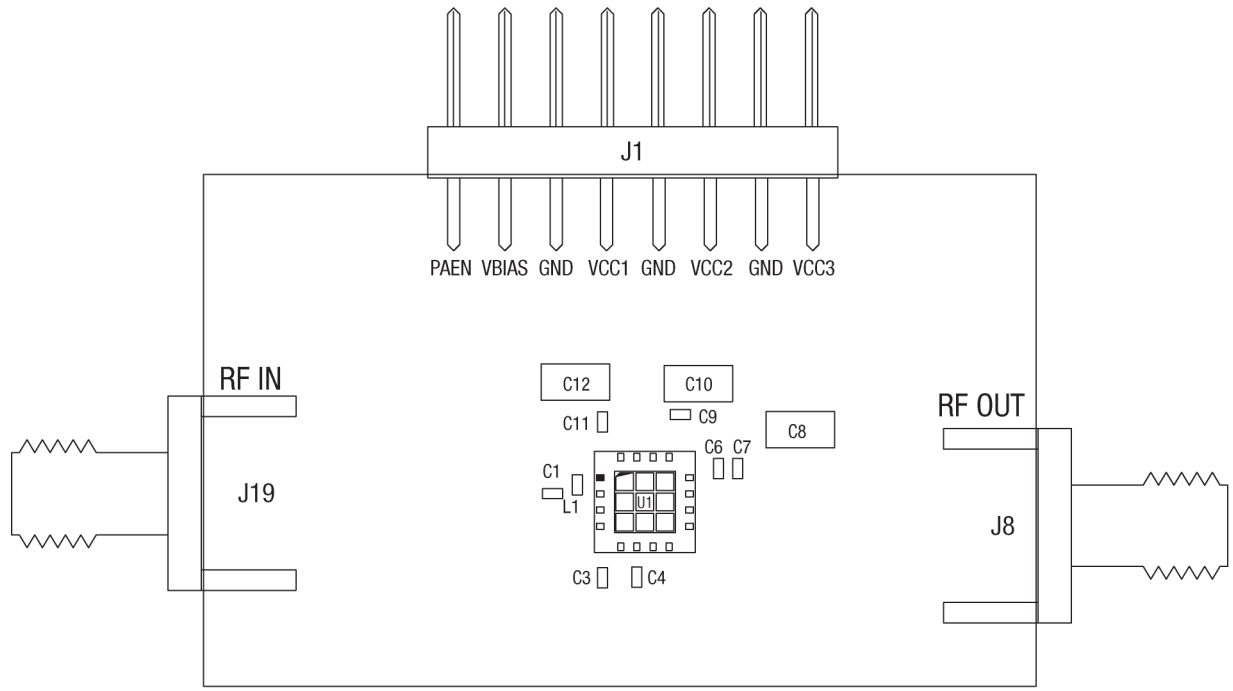 J1
PAEN VBIAS GND VCC1 GND VCC2 GND VCC3
RF IN
C12
C10
C11
C9
RF OUT
C8
C6 C7
C1
J19
L1
U1
J8
C3
C4